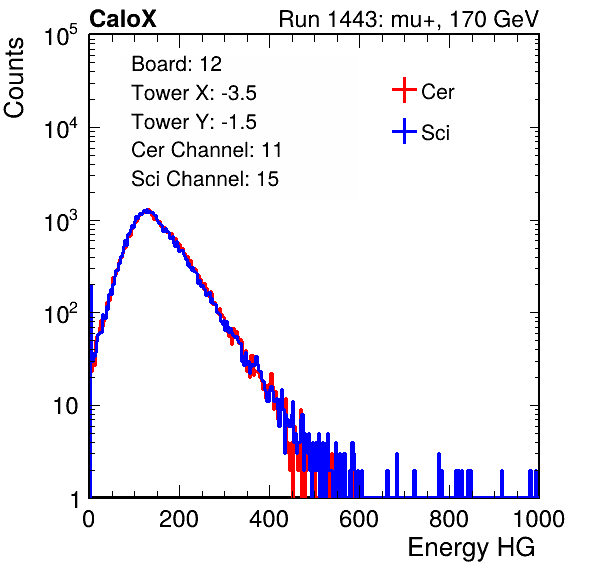 CaloX Run 1443: mu+, 170 GeV
Counts
10^5
10^4
10^3
10^2
10
1
Board: 12
Tower X: -3.5
Tower Y: -1.5
Cer Channel: 11
Sci Channel: 15
Cer
Sci
0 200 400 600 800 1000
Energy HG